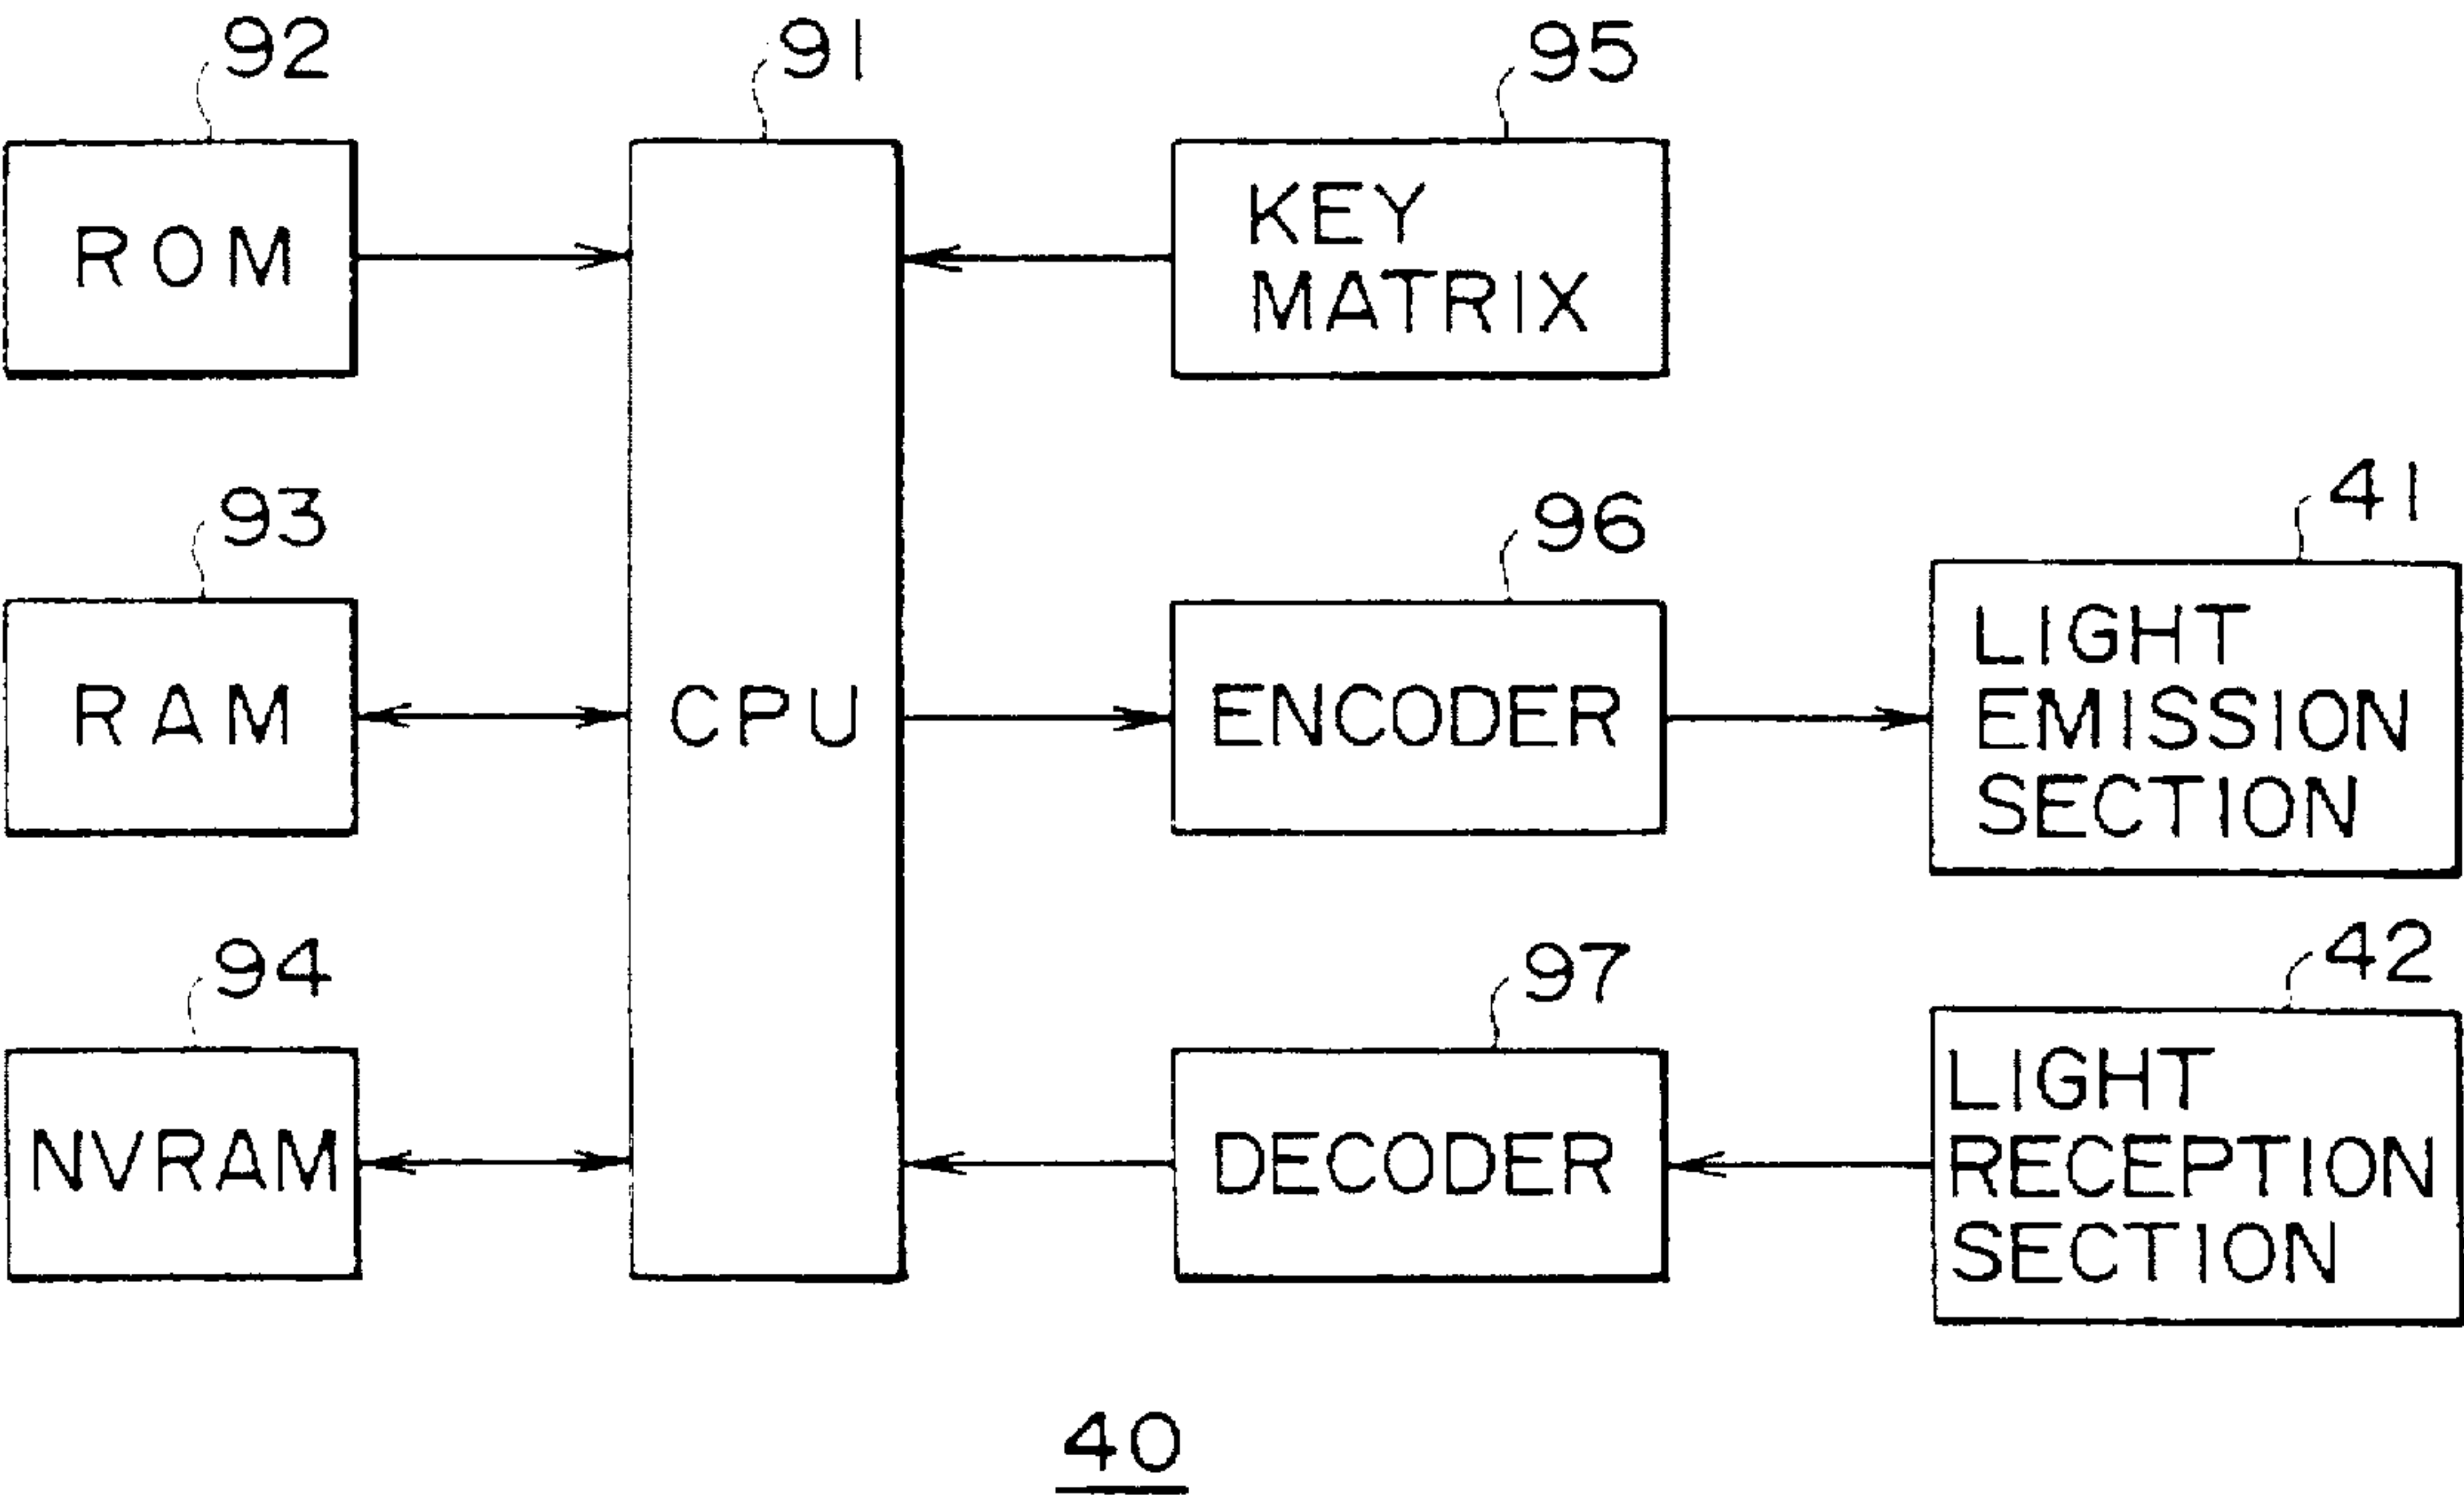 92
91
95
ROM
KEY
MATRIX
93
96
41
RAM
CPU
ENCODER
LIGHT
EMISSION
SECTION
94
97
42
NVRAM
DECODER
LIGHT
RECEPTION
SECTION
40